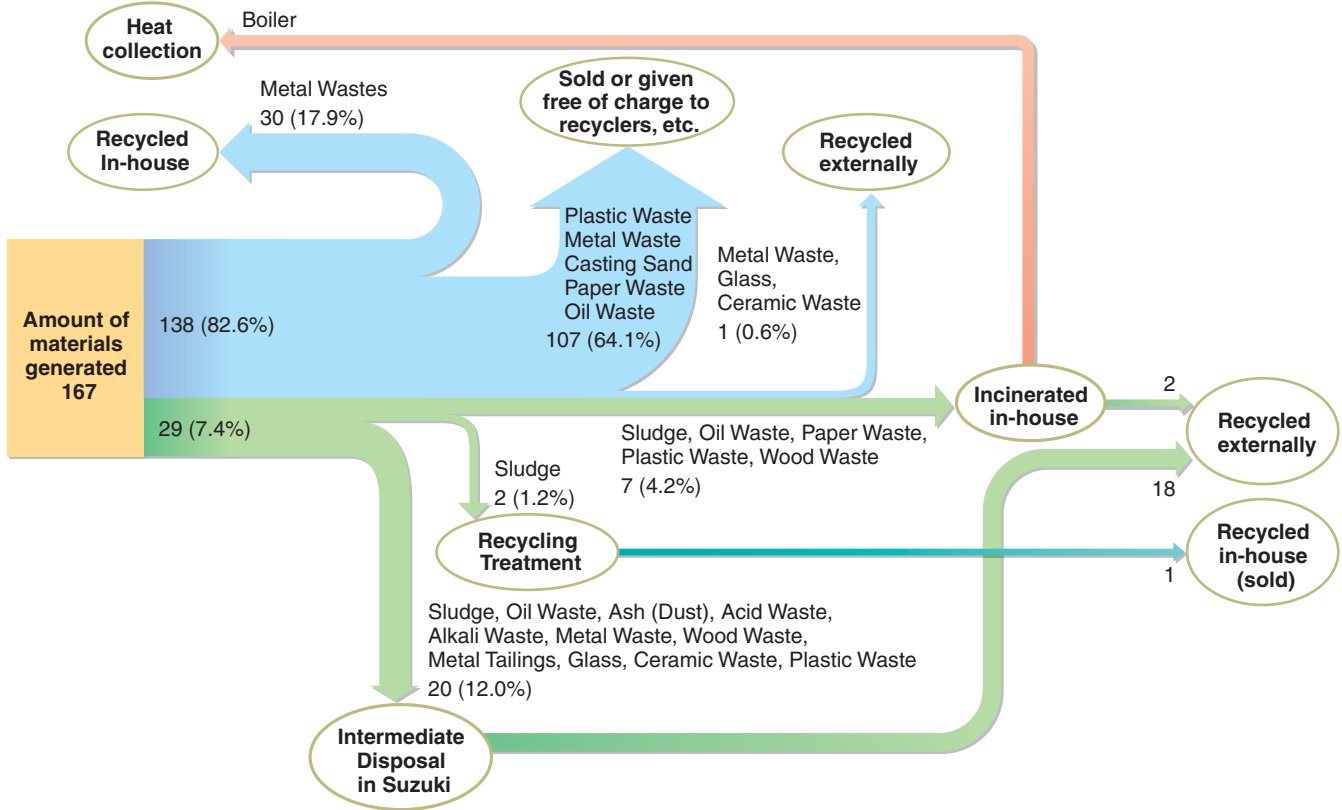 Boiler
Heat
collection
Metal Wastes
30 (17.9%)
Recycled
In-house
Sold or given
free of charge to
recyclers, etc.
Recycled
externally
Plastic Waste
Metal Waste
Casting Sand
Paper Waste
Oil Waste
107 (64.1%)
Metal Waste,
Glass,
Ceramic Waste
1 (0.6%)
Amount of
materials
generated
167
138 (82.6%)
29 (7.4%)
Incinerated
in-house
2
Recycled
externally
18
Sludge, Oil Waste, Paper Waste,
Plastic Waste, Wood Waste
7 (4.2%)
Sludge
2 (1.2%)
Recycling
Treatment
Recycled
in-house
(sold)
1
Sludge, Oil Waste, Ash (Dust), Acid Waste,
Alkali Waste, Metal Waste, Wood Waste,
Metal Tailings, Glass, Ceramic Waste, Plastic Waste
20 (12.0%)
Intermediate
Disposal
in Suzuki